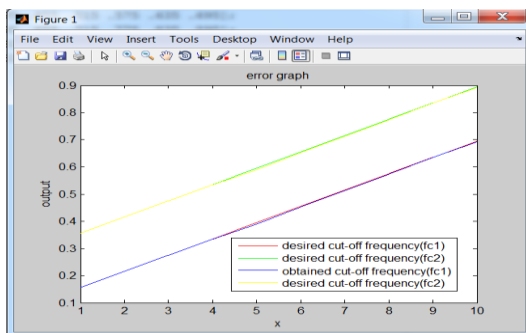 .375 .435 .495];
Figure 1
File Edit View Insert Tools Desktop Window Help
error graph
0.9
0.8
0.7
0.6
0.5
0.4
0.3
0.2
0.1
output
desired cut-off frequency(fc1)
desired cut-off frequency(fc2)
obtained cut-off frequency(fc1)
desired cut-off frequency(fc2)
1 2 3 4 5 6 7 8 9 10
x